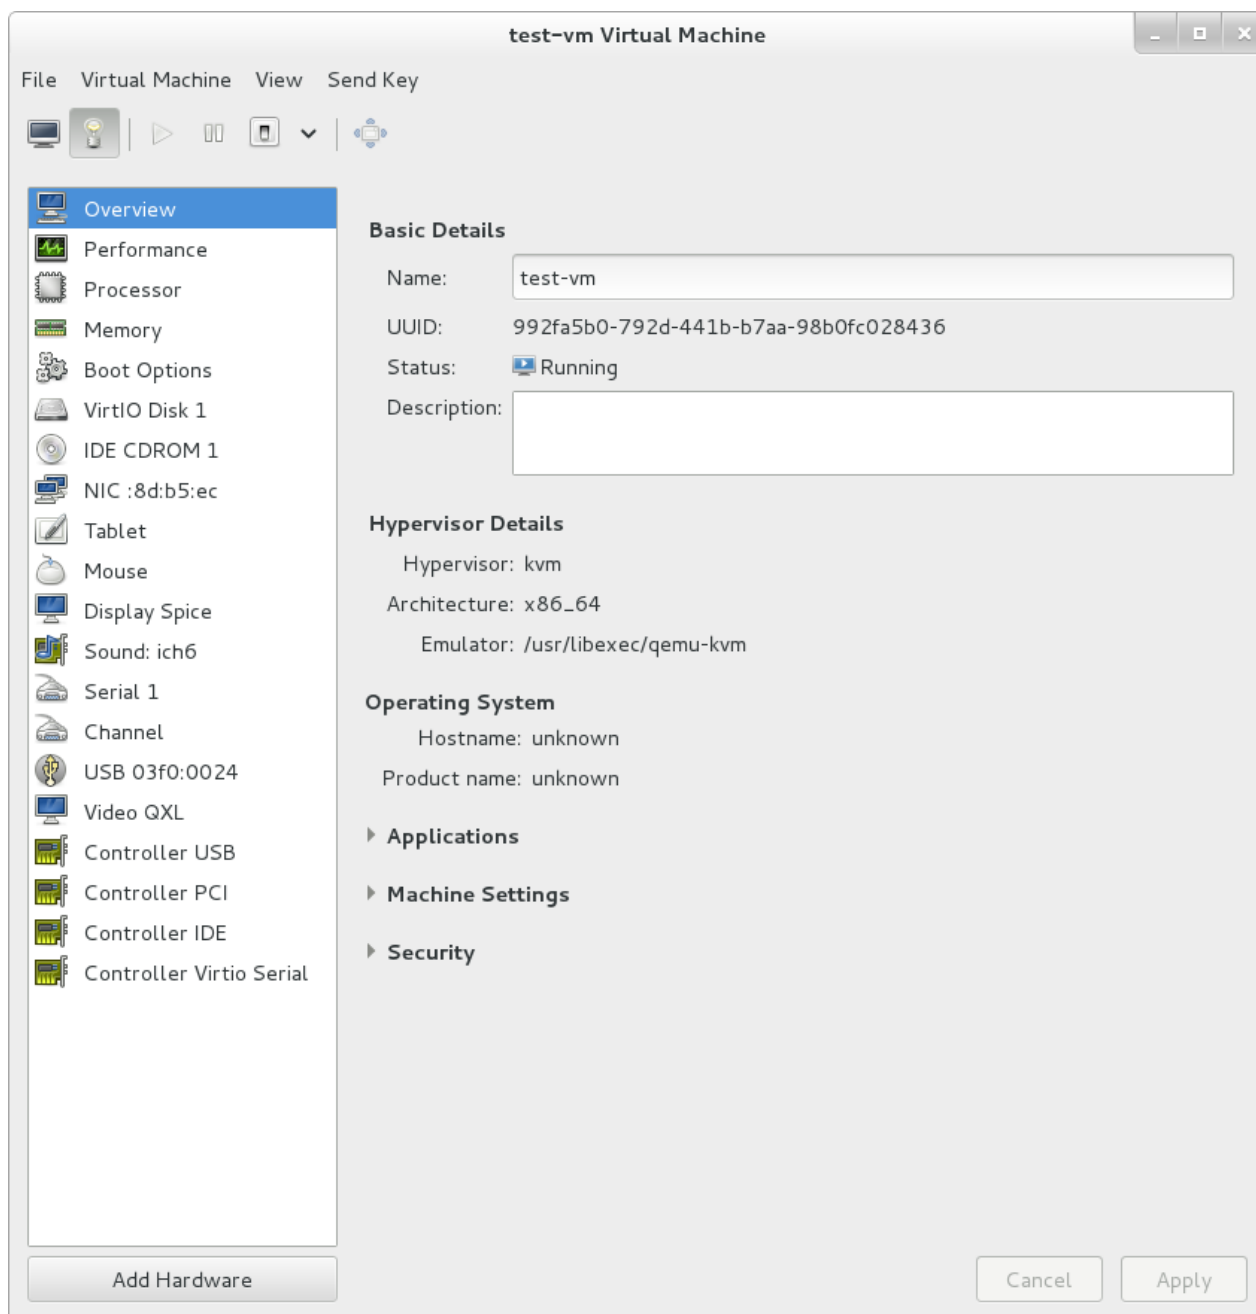 test-vm Virtual Machine
File Virtual Machine View Send Key
Overview
Performance
Processor
Memory
Boot Options
VirtIO Disk 1
IDE CDROM 1
NIC :8d:b5:ec
Tablet
Mouse
Display Spice
Sound: ich6
Serial 1
Channel
USB 03f0:0024
Video QXL
Controller USB
Controller PCI
Controller IDE
Controller Virtio Serial
Add Hardware
Basic Details
Name: test-vm
UUID: 992fa5b0-792d-441b-b7aa-98b0fc028436
Status: Running
Description:
Hypervisor Details
Hypervisor: kvm
Architecture: x86_64
Emulator: /usr/libexec/qemu-kvm
Operating System
Hostname: unknown
Product name: unknown
Applications
Machine Settings
Security
Cancel Apply